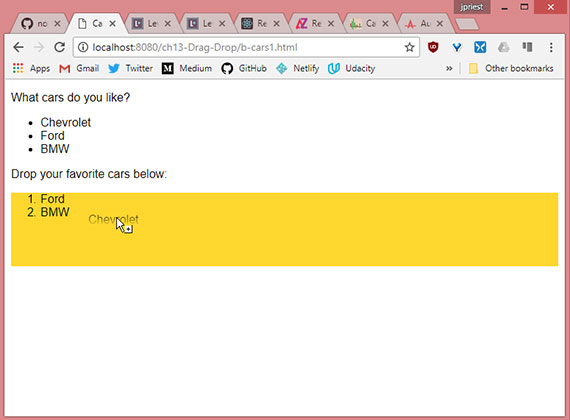 jpriest
no
Ca
Le
Le
Re
Re
Ca
Au
localhost:8080/ch13-Drag-Drop/b-cars1.html
Apps Gmail Twitter Medium GitHub Netlify Udacity » Other bookmarks
What cars do you like?
• Chevrolet
• Ford
• BMW
Drop your favorite cars below:
1. Ford
2. BMW
Chevrolet